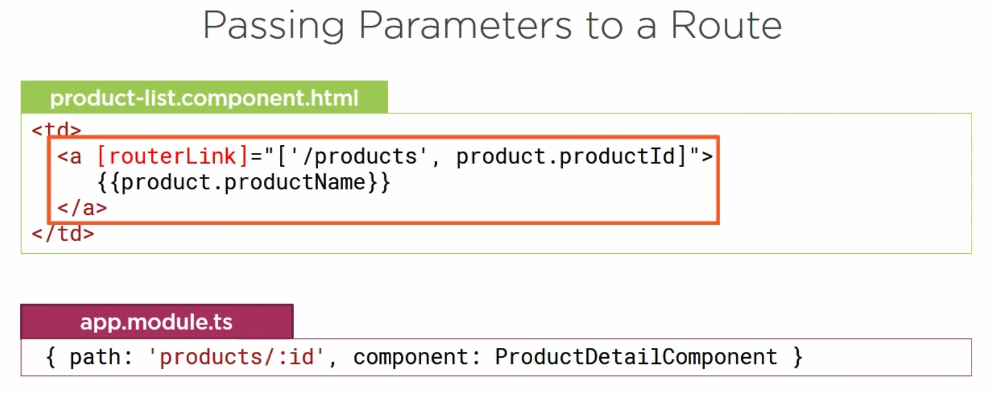 Passing Parameters to a Route
product-list.component.html
<td>
<a [routerLink]="['/products', product.productId]">
{{product.productName}}
</a>
</td>
app.module.ts
{ path: 'products/:id', component: ProductDetailComponent }